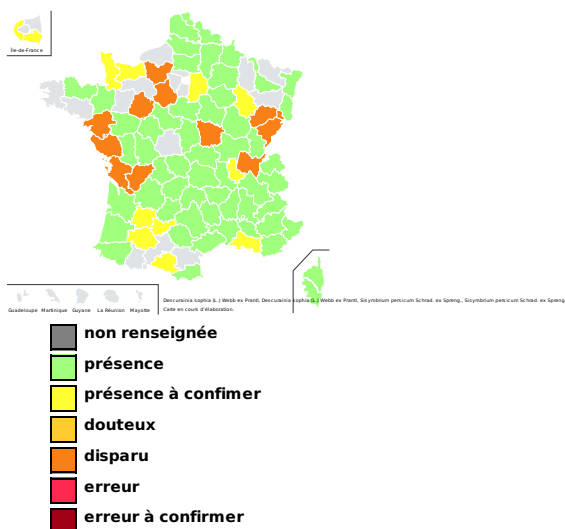 Île-de-France
Guadeloupe Martinique Guyane La Réunion Mayotte
Descurainia sophia (L.) Webb ex Prantl, Descurainia sophia (L.) Webb ex Prantl, Sisymbrium persicum Schrad. ex Spreng., Sisymbrium persicum Schrad. ex Spreng
Carte en cours d'élaboration.
non renseignée
présence
présence à confimer
douteux
disparu
erreur
erreur à confirmer